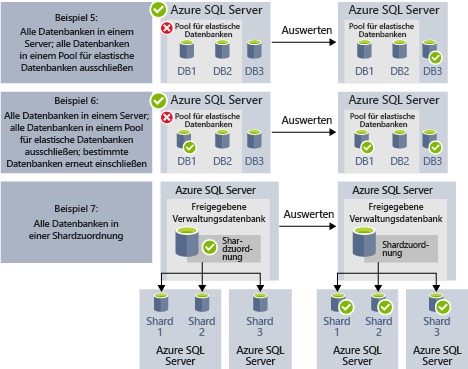 Beispiel 5:
Alle Datenbanken in einem
Server; alle Datenbanken
in einem Pool für elastische
Datenbanken ausschließen
Azure SQL Server
Pool für elastische
Datenbanken
DB1
DB2
DB3
Auswerten
Azure SQL Server
Pool für elastische
Datenbanken
DB1
DB2
DB3
Beispiel 6:
Alle Datenbanken in einem Server;
alle Datenbanken in einem Pool
für elastische Datenbanken
ausschließen; bestimmte
Datenbanken erneut einschließen
Azure SQL Server
Pool für elastische
Datenbanken
DB1
DB2
DB3
Auswerten
Azure SQL Server
Pool für elastische
Datenbanken
DB1
DB2
DB3
Beispiel 7:
Alle Datenbanken in
einer Shardzuordnung
Azure SQL Server
Freigegebene
Verwaltungsdatenbank
Shar-
dzuord-
nung
Auswerten
Azure SQL Server
Freigegebene
Verwaltungsdatenbank
Shardzuord-
nung
Shard
1
Shard
2
Shard
3
Azure SQL
Server
Azure SQL
Server
Shard
1
Shard
2
Shard
3
Azure SQL
Server
Azure SQL
Server